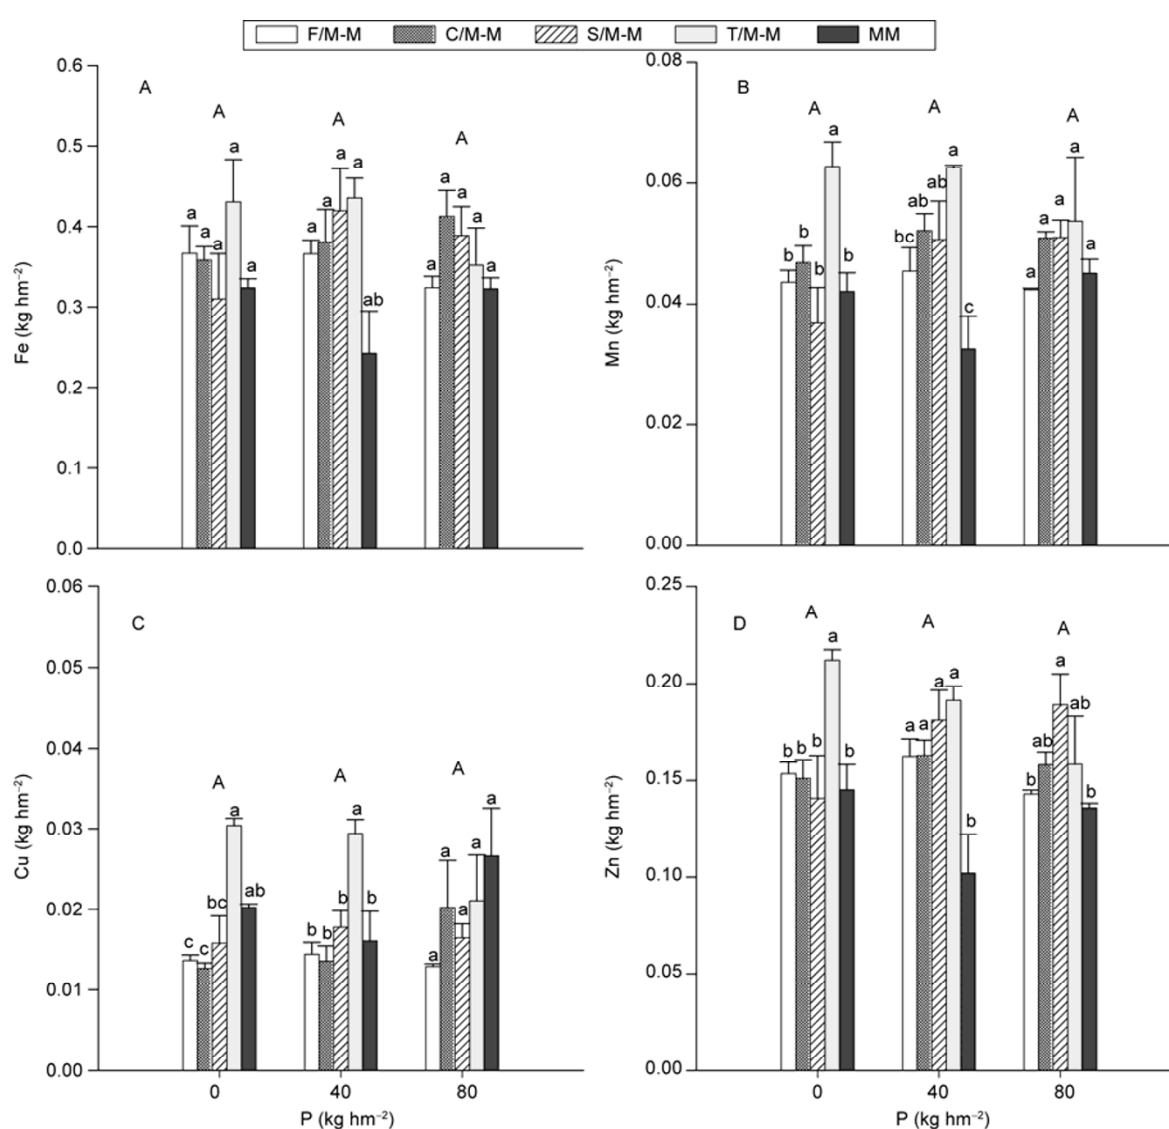 F/M-M C/M-M S/M-M T/M-M MM
A
Fe (kg hm⁻²)
0.6
0.5
0.4
0.3
0.2
0.1
0.0
A A A
a a a a a
a a a a ab
a a a a a
B
Mn (kg hm⁻²)
0.08
0.06
0.04
0.02
0.00
A A A
b b b a b
bc ab ab a c
a a a a a
C
Cu (kg hm⁻²)
0.06
0.05
0.04
0.03
0.02
0.01
0.00
A A A
c c bc a ab
b b b a b
a a a a a
0 40 80
P (kg hm⁻²)
D
Zn (kg hm⁻²)
0.25
0.20
0.15
0.10
0.05
0.00
A A A
b b b a b
a a a a b
b ab a ab b
0 40 80
P (kg hm⁻²)